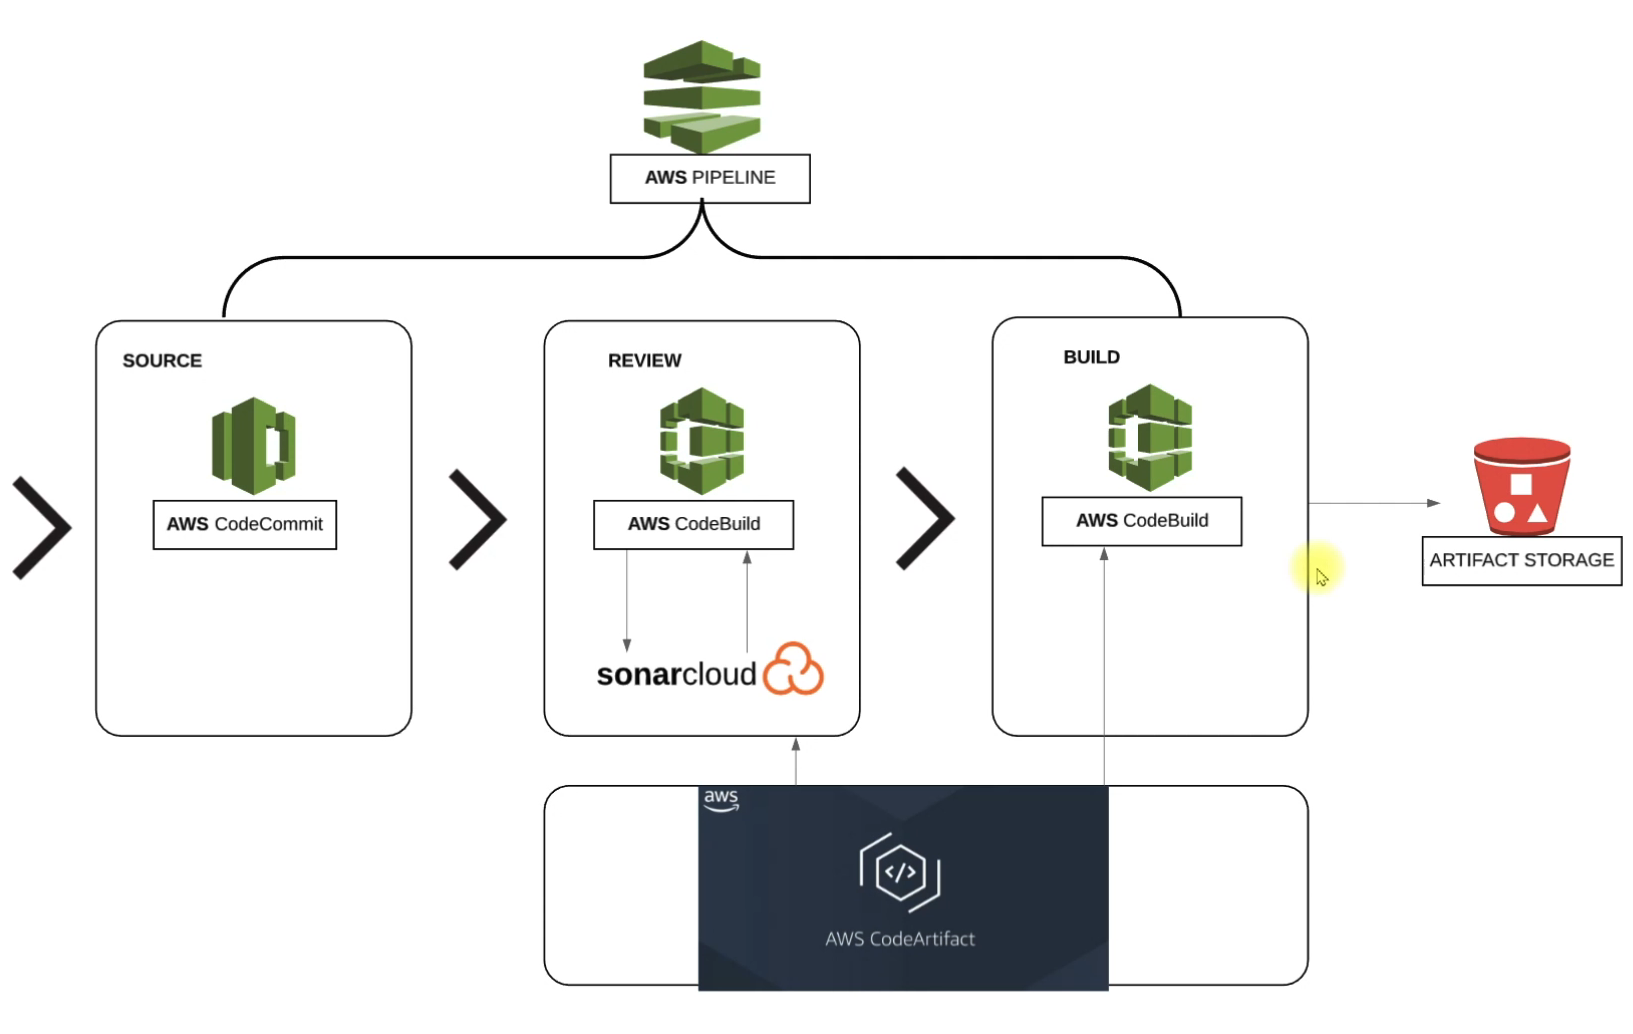 AWS PIPELINE
SOURCE
AWS CodeCommit
REVIEW
AWS CodeBuild
sonarcloud
BUILD
AWS CodeBuild
ARTIFACT STORAGE
aws
</>
AWS CodeArtifact